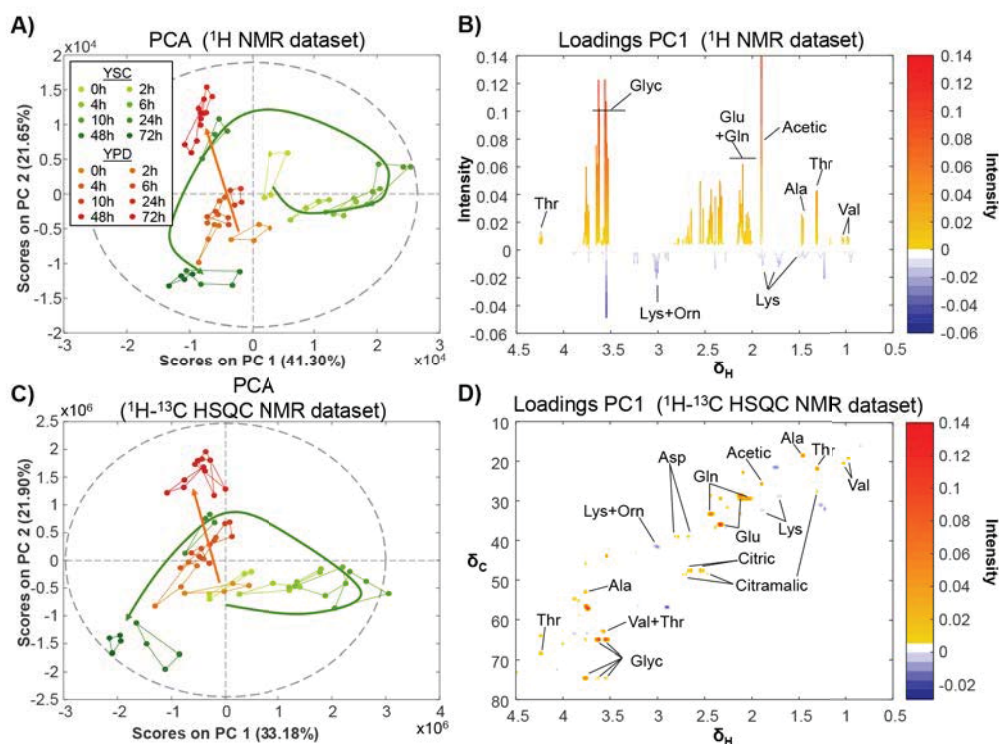 A)
PCA (¹H NMR dataset)
x10⁴
2
1.5
1
0.5
0
-0.5
-1
-1.5
-2
Scores on PC 2 (21.65%)
YSC
0h 2h
4h 6h
10h 24h
48h 72h
YPD
0h 2h
4h 6h
10h 24h
48h 72h
-3 -2 -1 0 1 2 3
x10⁴
Scores on PC 1 (41.30%)
B)
Loadings PC1 (¹H NMR dataset)
0.14
0.12
0.1
0.08
0.06
0.04
0.02
0
-0.02
-0.04
-0.06
Intensity
Glyc
Glu
+Gln
Acetic
Thr
Ala
Thr
Val
Lys+Orn
Lys
4.5 4 3.5 3 2.5 2 1.5 1 0.5
δH
0.14
0.12
0.10
0.08
0.06
0.04
0.02
0
-0.02
-0.04
-0.06
Intensity
C)
PCA
(¹H-¹³C HSQC NMR dataset)
x10⁶
2.5
2
1.5
1
0.5
0
-0.5
-1
-1.5
-2
-2.5
Scores on PC 2 (21.90%)
-3 -2 -1 0 1 2 3 4
x10⁶
Scores on PC 1 (33.18%)
D)
Loadings PC1 (¹H-¹³C HSQC NMR dataset)
10
20
30
40
50
60
70
80
δC
Ala
Thr
Acetic
Asp
Gln
Val
Lys+Orn
Glu
Lys
Citric
Citramalic
Ala
Thr
Val+Thr
Glyc
4.5 4 3.5 3 2.5 2 1.5 1 0.5
δH
0.14
0.12
0.10
0.08
0.06
0.04
0.02
0
-0.02
Intensity